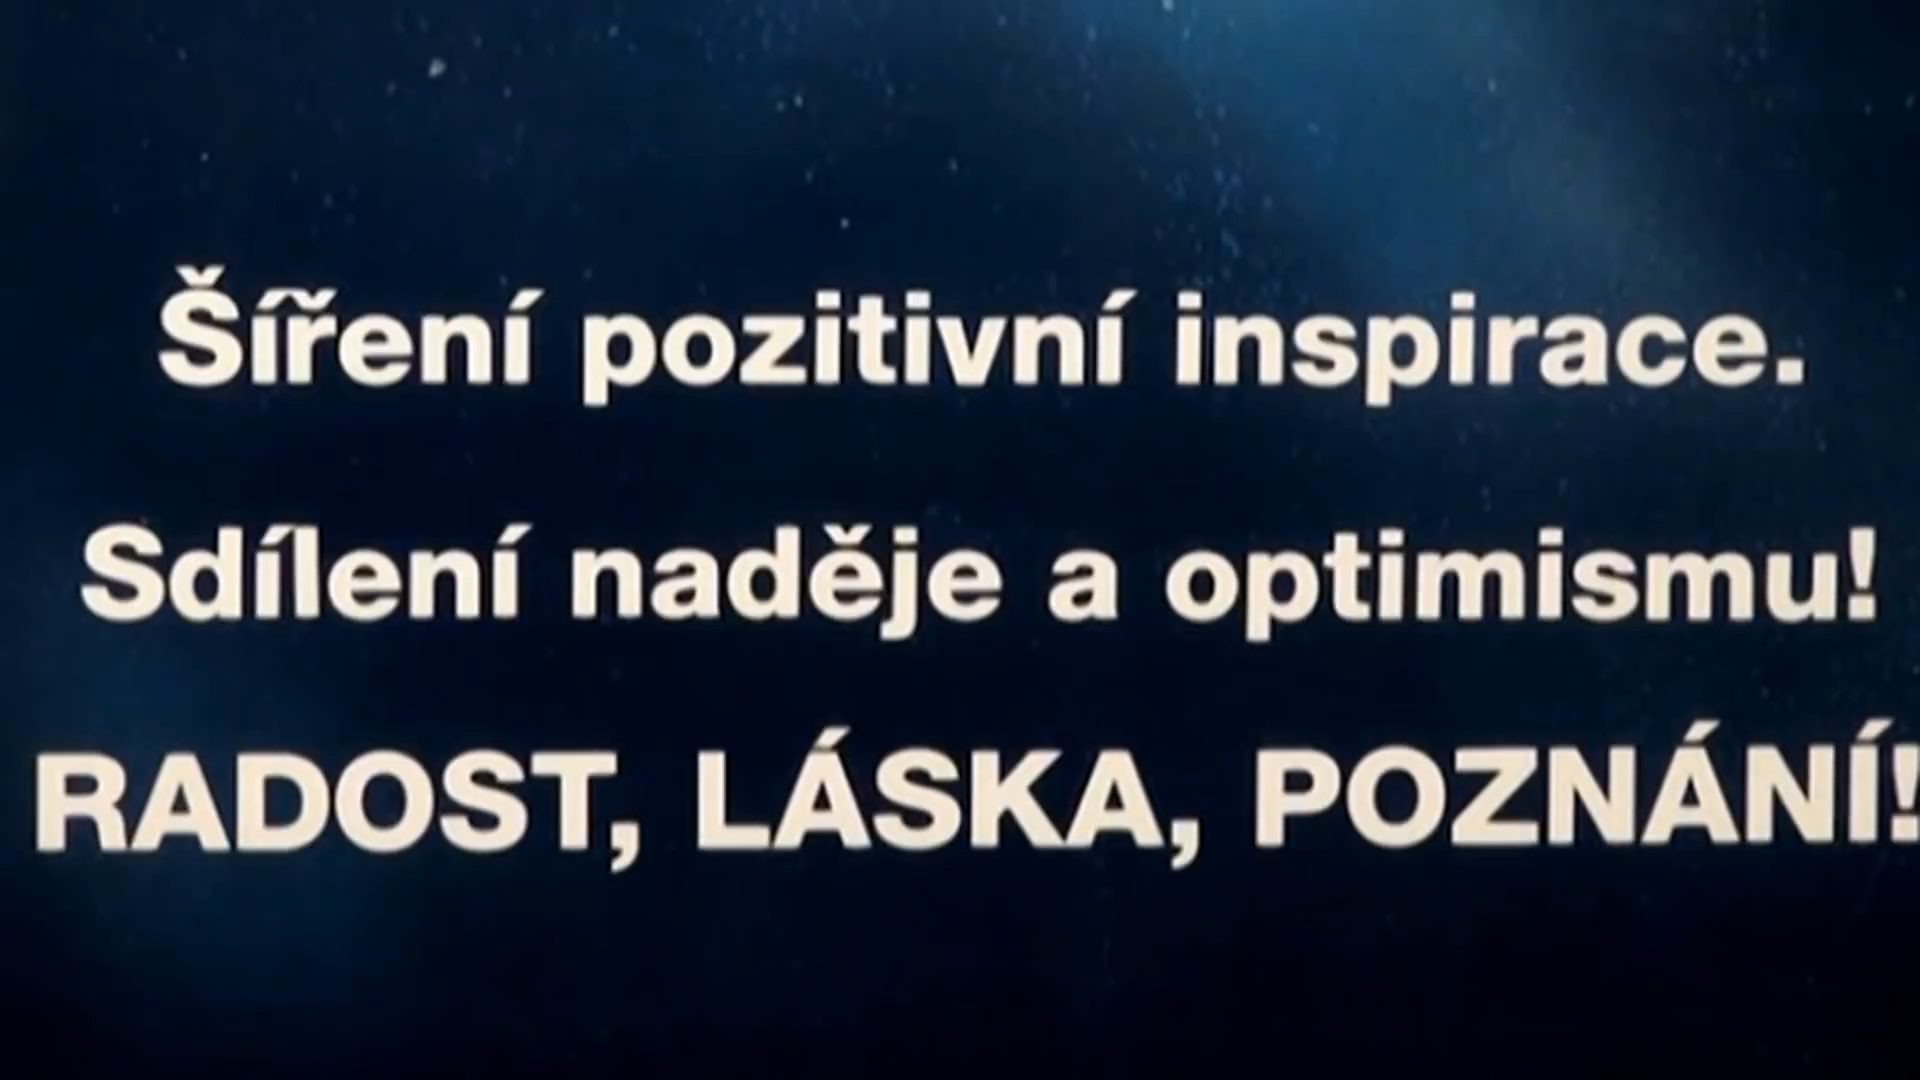 Šíření pozitivní inspirace.
Sdílení naděje a optimismu!
RADOST, LÁSKA, POZNÁNÍ!